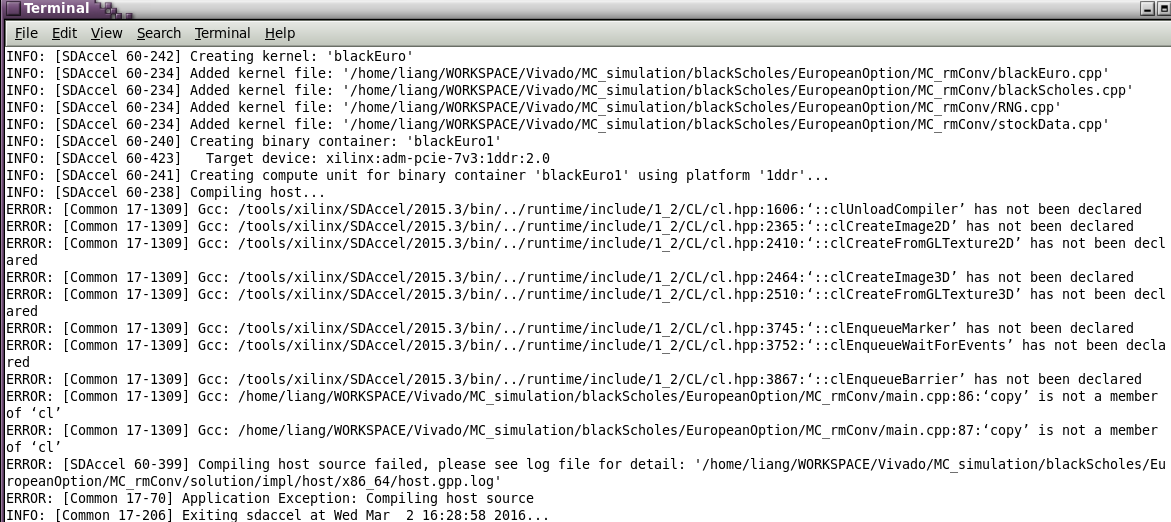 Terminal
File Edit View Search Terminal Help
INFO: [SDAccel 60-242] Creating kernel: 'blackEuro'
INFO: [SDAccel 60-234] Added kernel file: '/home/liang/WORKSPACE/Vivado/MC_simulation/blackScholes/EuropeanOption/MC_rmConv/blackEuro.cpp'
INFO: [SDAccel 60-234] Added kernel file: '/home/liang/WORKSPACE/Vivado/MC_simulation/blackScholes/EuropeanOption/MC_rmConv/blackScholes.cpp'
INFO: [SDAccel 60-234] Added kernel file: '/home/liang/WORKSPACE/Vivado/MC_simulation/blackScholes/EuropeanOption/MC_rmConv/RNG.cpp'
INFO: [SDAccel 60-234] Added kernel file: '/home/liang/WORKSPACE/Vivado/MC_simulation/blackScholes/EuropeanOption/MC_rmConv/stockData.cpp'
INFO: [SDAccel 60-240] Creating binary container: 'blackEuro1'
INFO: [SDAccel 60-423]   Target device: xilinx:adm-pcie-7v3:1ddr:2.0
INFO: [SDAccel 60-241] Creating compute unit for binary container 'blackEuro1' using platform '1ddr'...
INFO: [SDAccel 60-238] Compiling host...
ERROR: [Common 17-1309] Gcc: /tools/xilinx/SDAccel/2015.3/bin/../runtime/include/1_2/CL/cl.hpp:1606:‘::clUnloadCompiler’ has not been declared
ERROR: [Common 17-1309] Gcc: /tools/xilinx/SDAccel/2015.3/bin/../runtime/include/1_2/CL/cl.hpp:2365:‘::clCreateImage2D’ has not been declared
ERROR: [Common 17-1309] Gcc: /tools/xilinx/SDAccel/2015.3/bin/../runtime/include/1_2/CL/cl.hpp:2410:‘::clCreateFromGLTexture2D’ has not been decl
ared
ERROR: [Common 17-1309] Gcc: /tools/xilinx/SDAccel/2015.3/bin/../runtime/include/1_2/CL/cl.hpp:2464:‘::clCreateImage3D’ has not been declared
ERROR: [Common 17-1309] Gcc: /tools/xilinx/SDAccel/2015.3/bin/../runtime/include/1_2/CL/cl.hpp:2510:‘::clCreateFromGLTexture3D’ has not been decl
ared
ERROR: [Common 17-1309] Gcc: /tools/xilinx/SDAccel/2015.3/bin/../runtime/include/1_2/CL/cl.hpp:3745:‘::clEnqueueMarker’ has not been declared
ERROR: [Common 17-1309] Gcc: /tools/xilinx/SDAccel/2015.3/bin/../runtime/include/1_2/CL/cl.hpp:3752:‘::clEnqueueWaitForEvents’ has not been decla
red
ERROR: [Common 17-1309] Gcc: /tools/xilinx/SDAccel/2015.3/bin/../runtime/include/1_2/CL/cl.hpp:3867:‘::clEnqueueBarrier’ has not been declared
ERROR: [Common 17-1309] Gcc: /home/liang/WORKSPACE/Vivado/MC_simulation/blackScholes/EuropeanOption/MC_rmConv/main.cpp:86:‘copy’ is not a member
of ‘cl’
ERROR: [Common 17-1309] Gcc: /home/liang/WORKSPACE/Vivado/MC_simulation/blackScholes/EuropeanOption/MC_rmConv/main.cpp:87:‘copy’ is not a member
of ‘cl’
ERROR: [SDAccel 60-399] Compiling host source failed, please see log file for detail: '/home/liang/WORKSPACE/Vivado/MC_simulation/blackScholes/Eu
ropeanOption/MC_rmConv/solution/impl/host/x86_64/host.gpp.log'
ERROR: [Common 17-70] Application Exception: Compiling host source
INFO: [Common 17-206] Exiting sdaccel at Wed Mar  2 16:28:58 2016...